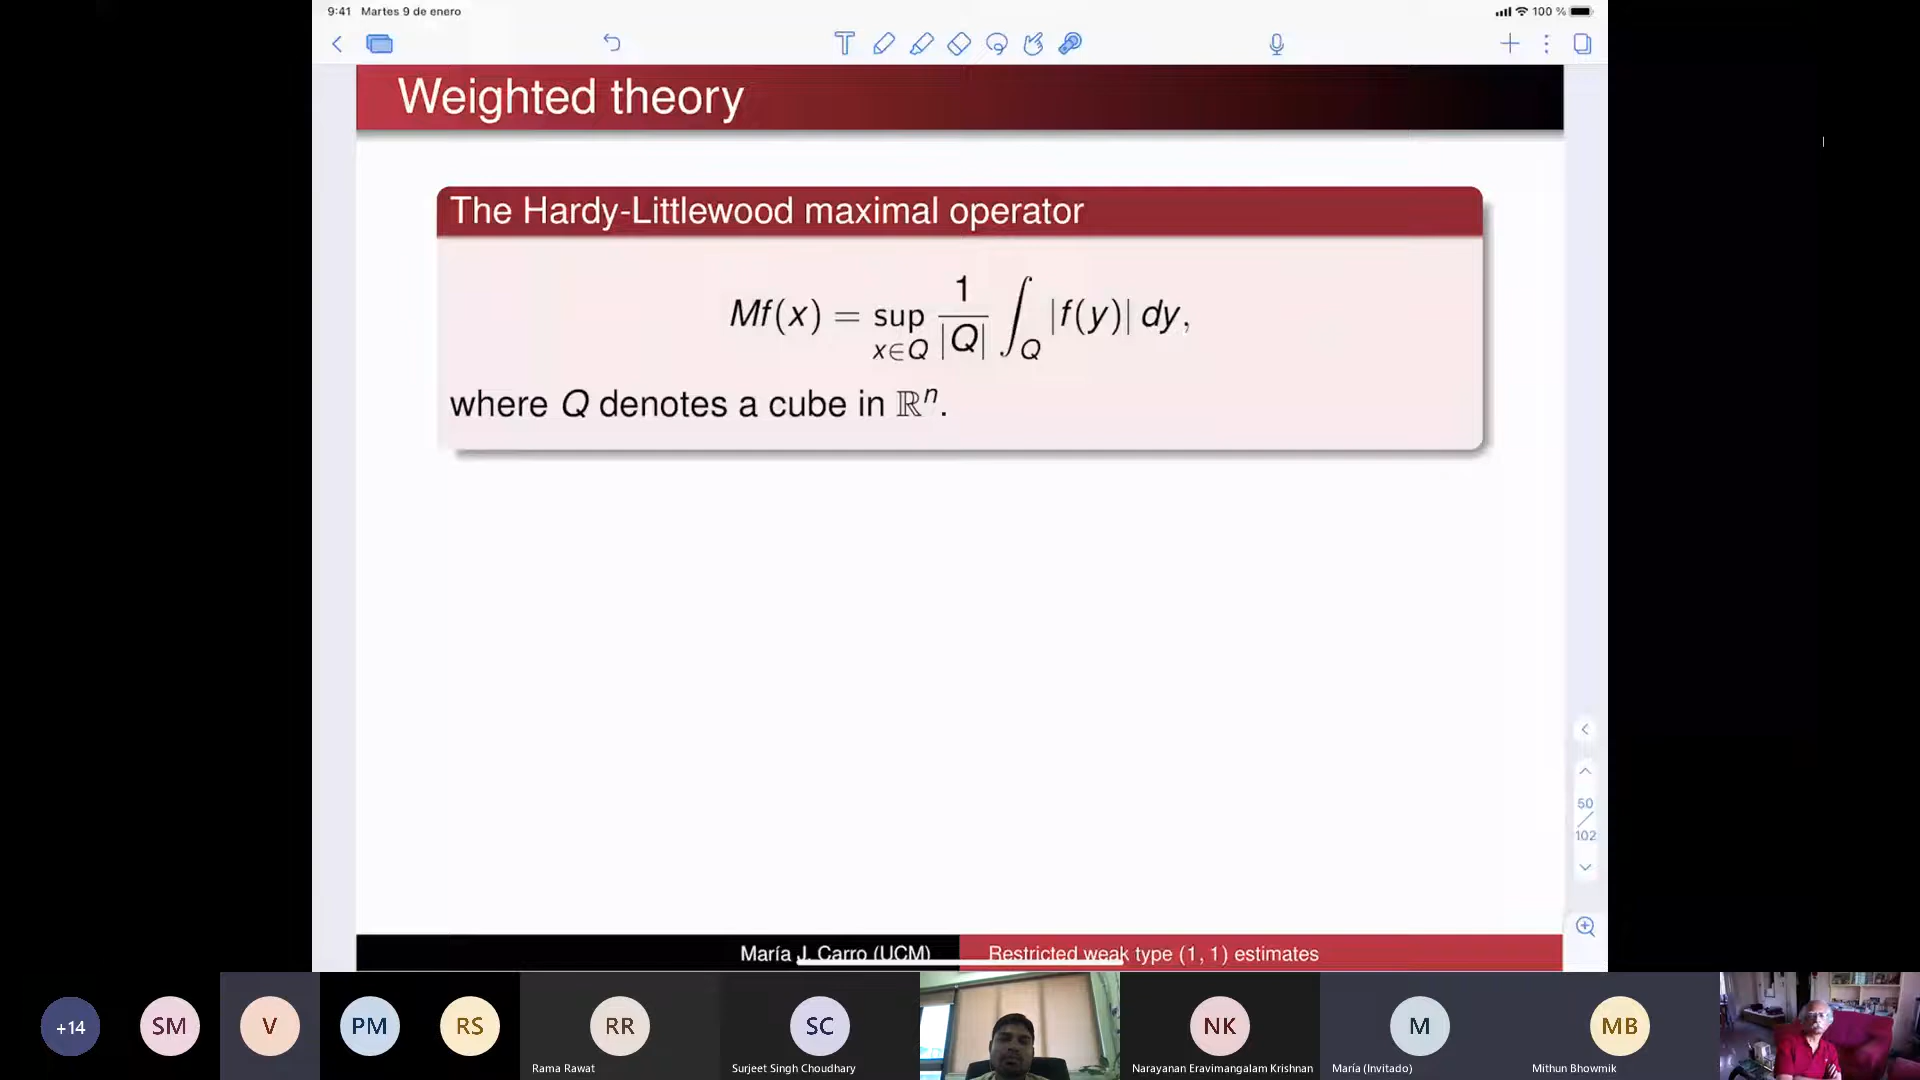 9:41 Martes 9 de enero
100 %
Weighted theory
The Hardy-Littlewood maximal operator
Mf(x) = sup_{x∈Q} 1/|Q| ∫_Q |f(y)| dy,
where Q denotes a cube in ℝⁿ.
50
102
María J. Carro (UCM) Restricted weak type (1, 1) estimates
+14 SM V PM RS RR SC NK M MB
Rama Rawat Surjeet Singh Choudhary Narayanan Eravimangalam Krishnan María (Invitado) Mithun Bhowmik